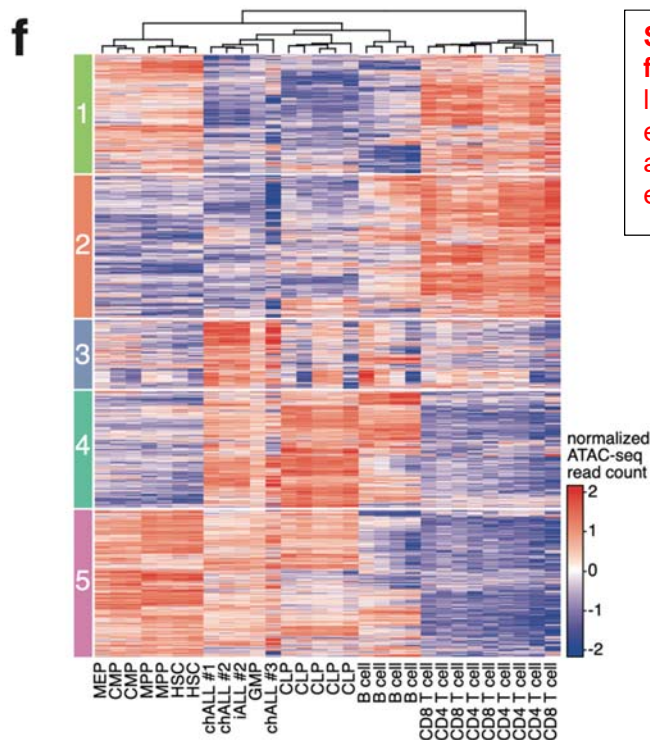 f
S
f
l
e
a
e
1
2
3
4
5
normalized
ATAC-seq
read count
2
1
0
-1
-2
MEP
CMP
CMP
MPP
MPP
HSC
HSC
chALL #1
chALL #2
iALL #2
GMP
chALL #3
CLP
CLP
CLP
CLP
CLP
B cell
B cell
B cell
B cell
CD8 T cell
CD4 T cell
CD8 T cell
CD4 T cell
CD8 T cell
CD4 T cell
CD4 T cell
CD4 T cell
CD8 T cell